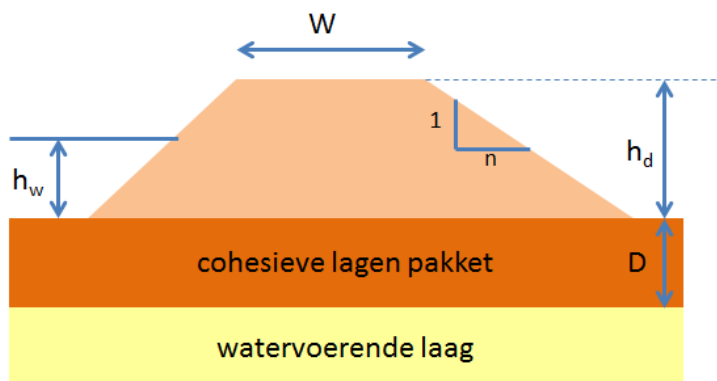 W
1
n
h_w
h_d
cohesieve lagen pakket
D
watervoerende laag